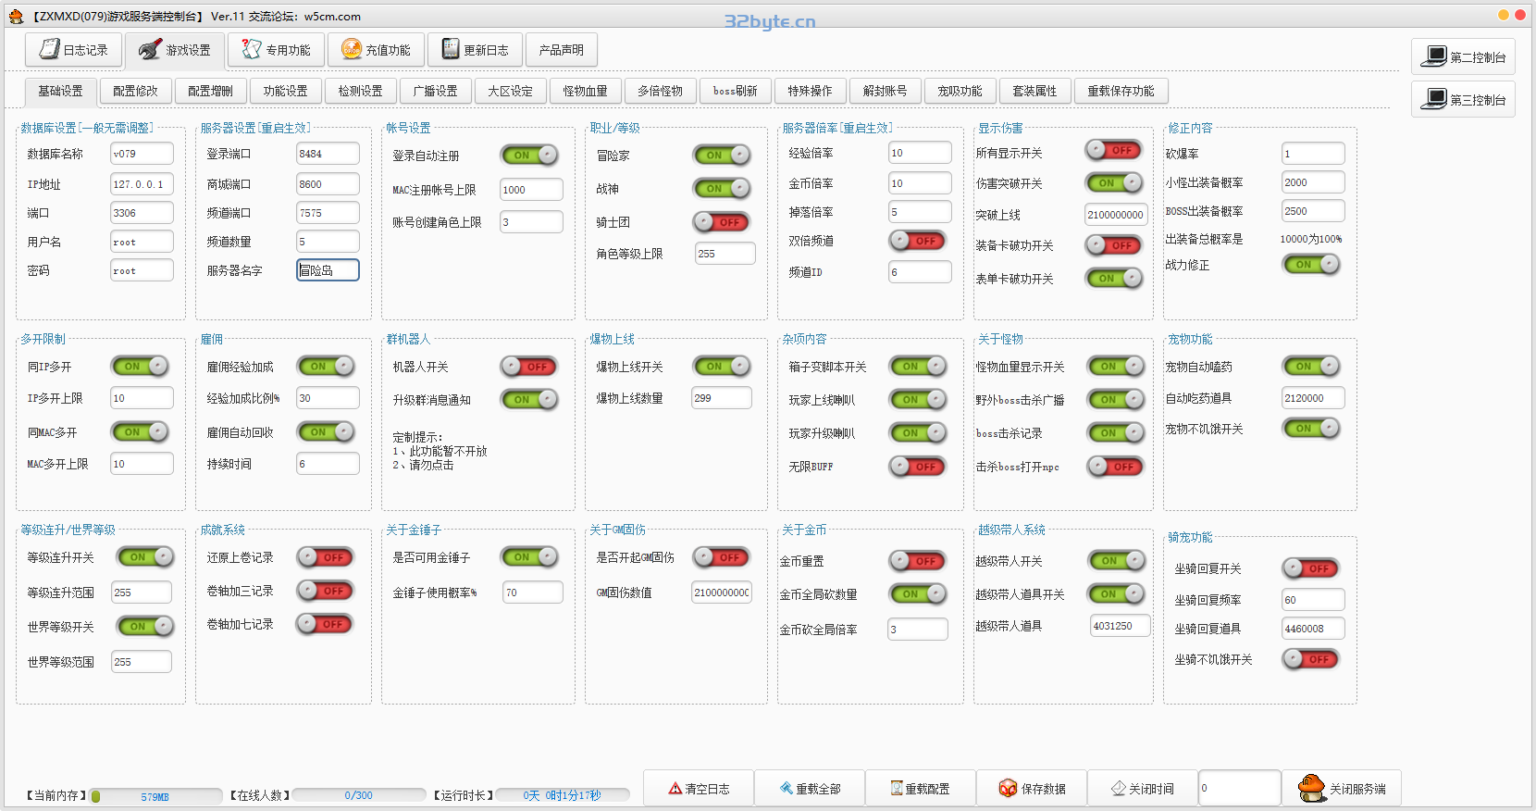 【ZXMXD(079)游戏服务端控制台】 Ver.11 交流论坛：w5cm.com
32byte.cn
日志记录 游戏设置 专用功能 充值功能 更新日志 产品声明
第二控制台
第三控制台
基础设置 配置修改 配置增删 功能设置 检测设置 广播设置 大区设定 怪物血量 多倍怪物 boss刷新 特殊操作 解封账号 宠吸功能 套装属性 重载保存功能
数据库设置[一般无需调整]
数据库名称 v079
IP地址 127.0.0.1
端口 3306
用户名 root
密码 root
服务器设置[重启生效]
登录端口 8484
商城端口 8600
频道端口 7575
频道数量 5
服务器名字 冒险岛
帐号设置
登录自动注册 ON
MAC注册帐号上限 1000
账号创建角色上限 3
职业/等级
冒险家 ON
战神 ON
骑士团 OFF
角色等级上限 255
服务器倍率[重启生效]
经验倍率 10
金币倍率 10
掉落倍率 5
双倍频道 OFF
频道ID 6
显示伤害
所有显示开关 OFF
伤害突破开关 ON
突破上线 2100000000
装备卡破功开关 OFF
表单卡破功开关 ON
修正内容
砍爆率 1
小怪出装备概率 2000
BOSS出装备概率 2500
出装备总概率是 10000为100%
战力修正 ON
多开限制
同IP多开 ON
IP多开上限 10
同MAC多开 ON
MAC多开上限 10
雇佣
雇佣经验加成 ON
经验加成比例% 30
雇佣自动回收 ON
持续时间 6
群机器人
机器人开关 OFF
升级群消息通知 ON
定制提示：
1、此功能暂不开放
2、请勿点击
爆物上线
爆物上线开关 ON
爆物上线数量 299
杂项内容
箱子变脚本开关 ON
玩家上线喇叭 ON
玩家升级喇叭 ON
无限BUFF OFF
关于怪物
怪物血量显示开关 ON
野外boss击杀广播 ON
boss击杀记录 ON
击杀boss打开npc OFF
宠物功能
宠物自动嗑药 ON
自动吃药道具 2120000
宠物不饥饿开关 ON
等级连升/世界等级
等级连升开关 ON
等级连升范围 255
世界等级开关 ON
世界等级范围 255
成就系统
还原上卷记录 OFF
卷轴加三记录 OFF
卷轴加七记录 OFF
关于金锤子
是否可用金锤子 ON
金锤子使用概率% 70
关于GM固伤
是否开起GM固伤 OFF
GM固伤数值 2100000000
关于金币
金币重置 OFF
金币全局砍数量 ON
金币砍全局倍率 3
越级带人系统
越级带人开关 ON
越级带人道具开关 ON
越级带人道具 4031250
骑宠功能
坐骑回复开关 OFF
坐骑回复频率 60
坐骑回复道具 4460008
坐骑不饥饿开关 OFF
【当前内存】 579MB 【在线人数】 0/300 【运行时长】 0天 0时1分17秒
清空日志 重载全部 重载配置 保存数据 关闭时间 0 关闭服务端